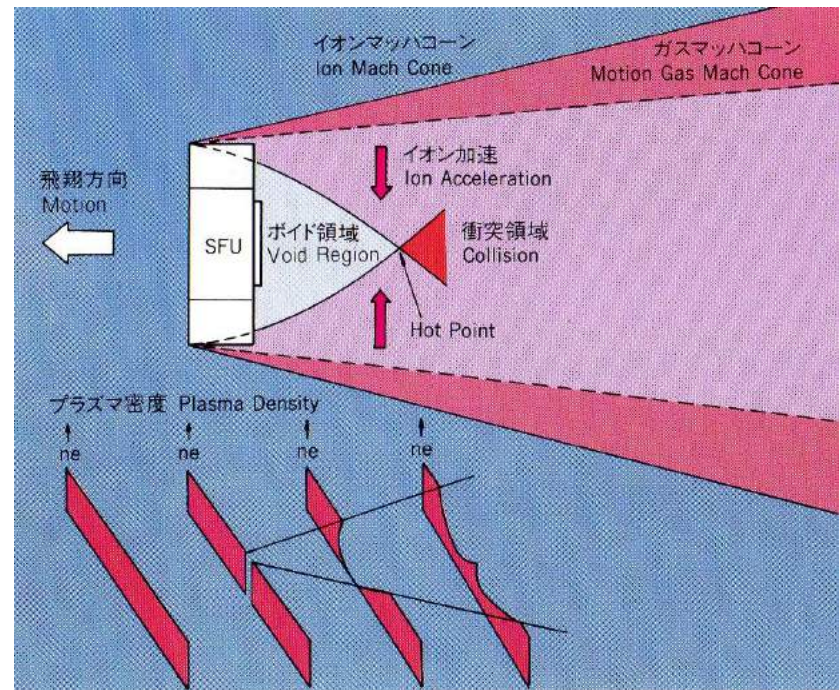 イオンマッハコーン
Ion Mach Cone
ガスマッハコーン
Motion Gas Mach Cone
飛翔方向
Motion
イオン加速
Ion Acceleration
SFU
ボイド領域
Void Region
衝突領域
Collision
Hot Point
プラズマ密度 Plasma Density
ne
ne
ne
ne